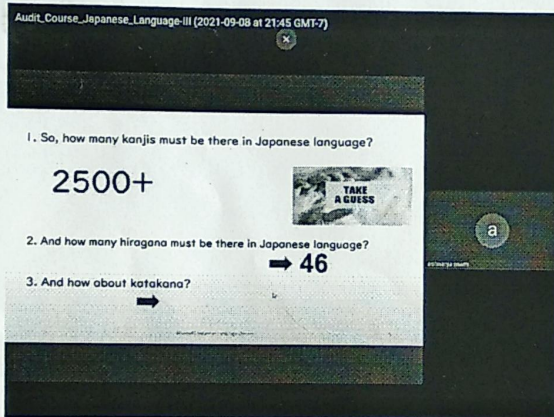 Audit_Course_Japanese_Language-III (2021-09-08 at 21:45 GMT-7)
1. So, how many kanjis must be there in Japanese language?
2500+
TAKE
A GUESS
2. And how many hiragana must be there in Japanese language?
46
3. And how about katakana?
a